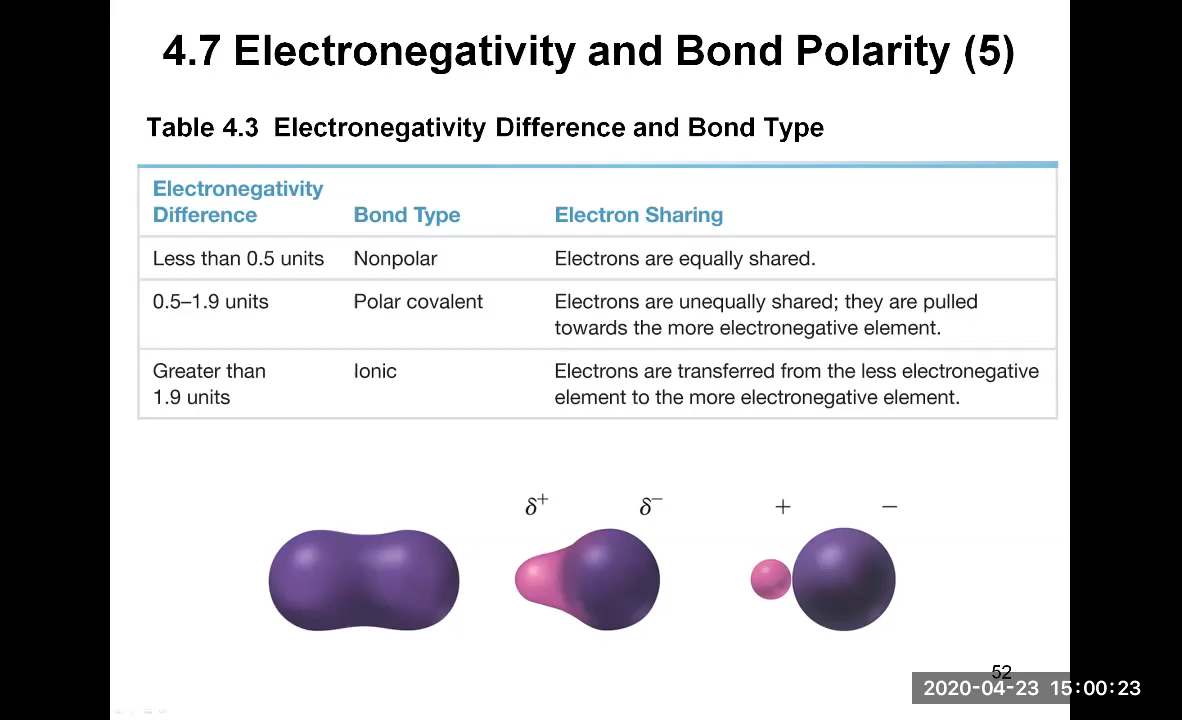 4.7 Electronegativity and Bond Polarity (5)
Table 4.3 Electronegativity Difference and Bond Type
Electronegativity
Difference Bond Type Electron Sharing
Less than 0.5 units Nonpolar Electrons are equally shared.
0.5–1.9 units Polar covalent Electrons are unequally shared; they are pulled
towards the more electronegative element.
Greater than Ionic Electrons are transferred from the less electronegative
1.9 units element to the more electronegative element.
δ+ δ− + −
52
2020-04-23 15:00:23